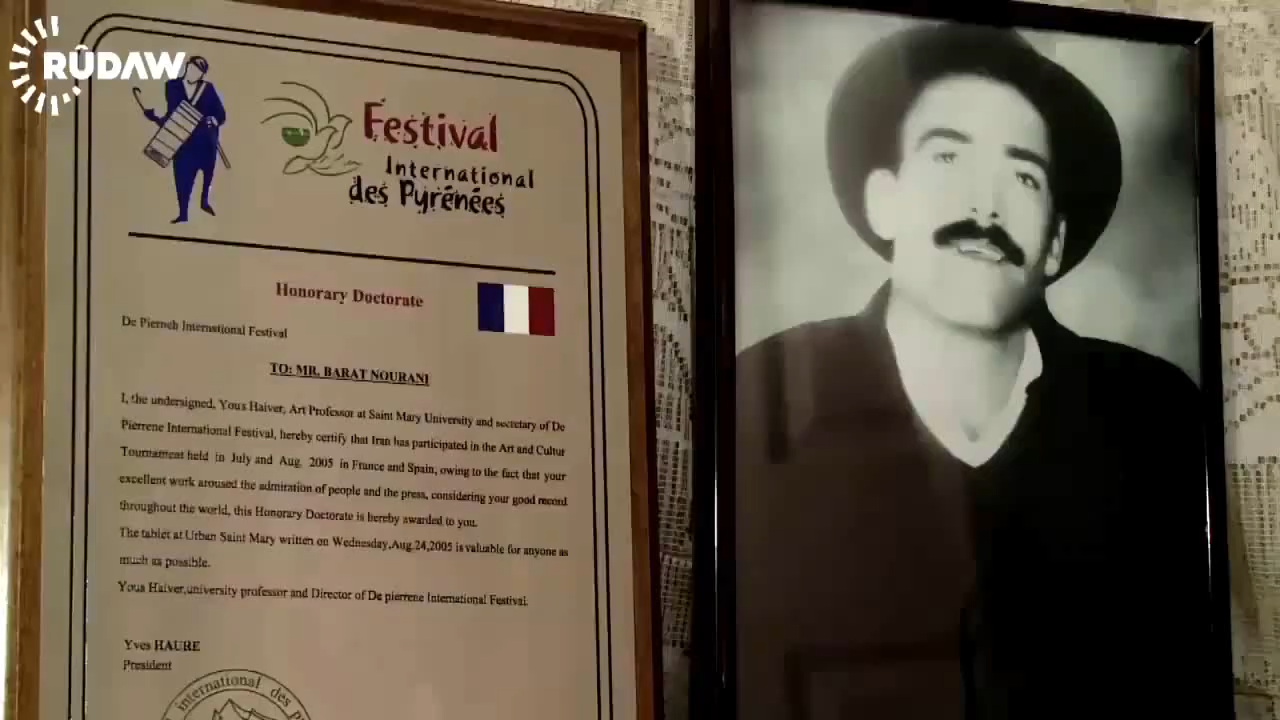 RÛDAW
Festival
International
des Pyrénées
Honorary Doctorate
De Pierneh International Festival
TO: MR. BARAT NOURANI
I, the undersigned, Yous Haiver, Art Professor at Saint Mary University and secretary of De
Pierrene International Festival, hereby certify that Iran has participated in the Art and Cultur
Tournament held in July and Aug. 2005 in France and Spain, owing to the fact that your
excellent work aroused the admiration of people and the press, considering your good record
throughout the world, this Honorary Doctorate is hereby awarded to you.
The tablet at Urban Saint Mary written on Wednesday,Aug.24,2005 is valuable for anyone as
much as possible.
Yous Haiver,university professor and Director of De pierrene International Festival.
Yves HAURE
President
international des